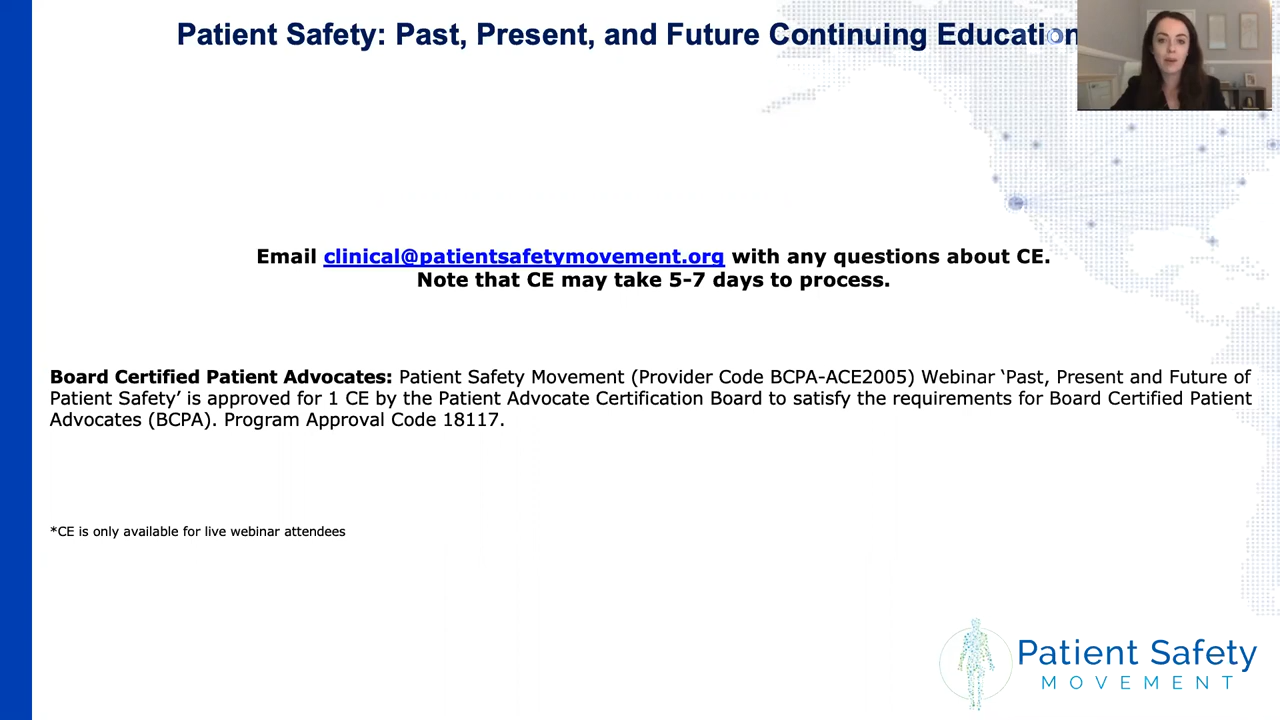 Patient Safety: Past, Present, and Future Continuing Education
Email clinical@patientsafetymovement.org with any questions about CE.
Note that CE may take 5-7 days to process.
Board Certified Patient Advocates: Patient Safety Movement (Provider Code BCPA-ACE2005) Webinar ‘Past, Present and Future of
Patient Safety’ is approved for 1 CE by the Patient Advocate Certification Board to satisfy the requirements for Board Certified Patient
Advocates (BCPA). Program Approval Code 18117.
*CE is only available for live webinar attendees
Patient Safety
MOVEMENT